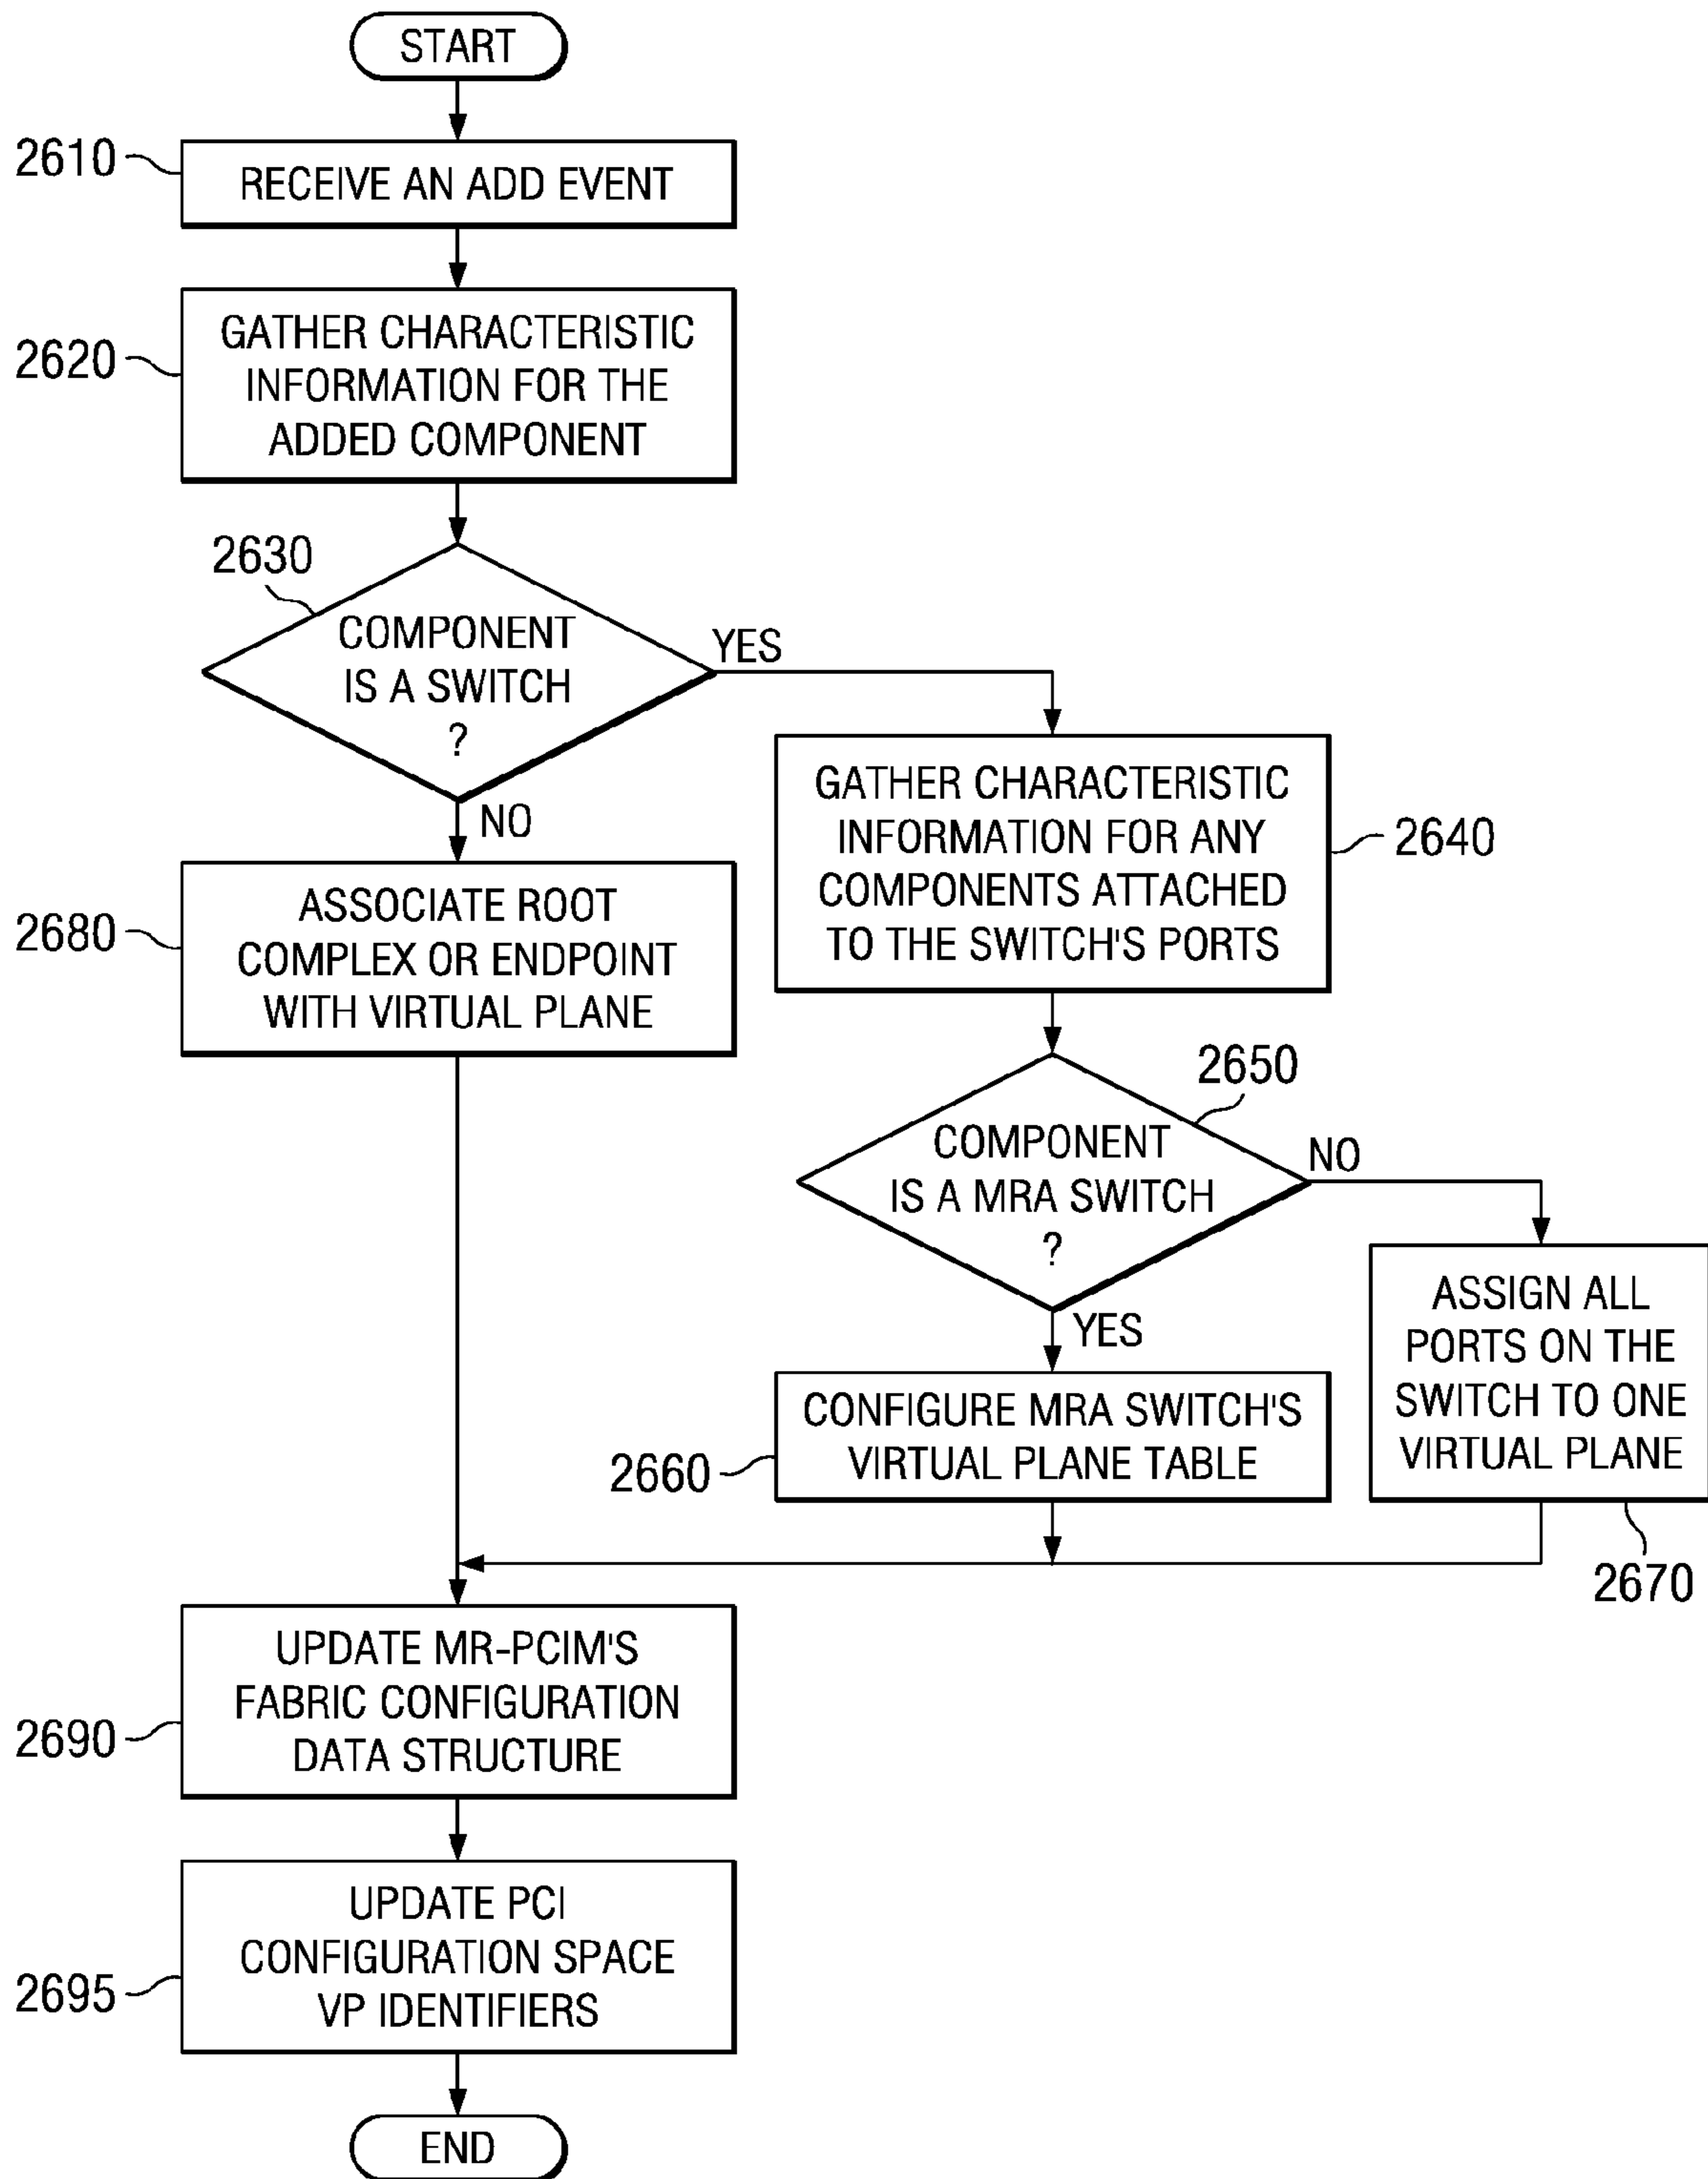 START
2610
RECEIVE AN ADD EVENT
2620
GATHER CHARACTERISTIC
INFORMATION FOR THE
ADDED COMPONENT
2630
COMPONENT
IS A SWITCH
?
YES
NO
2640
GATHER CHARACTERISTIC
INFORMATION FOR ANY
COMPONENTS ATTACHED
TO THE SWITCH'S PORTS
2680
ASSOCIATE ROOT
COMPLEX OR ENDPOINT
WITH VIRTUAL PLANE
2650
COMPONENT
IS A MRA SWITCH
?
NO
YES
2660
CONFIGURE MRA SWITCH'S
VIRTUAL PLANE TABLE
ASSIGN ALL
PORTS ON THE
SWITCH TO ONE
VIRTUAL PLANE
2670
2690
UPDATE MR-PCIM'S
FABRIC CONFIGURATION
DATA STRUCTURE
2695
UPDATE PCI
CONFIGURATION SPACE
VP IDENTIFIERS
END